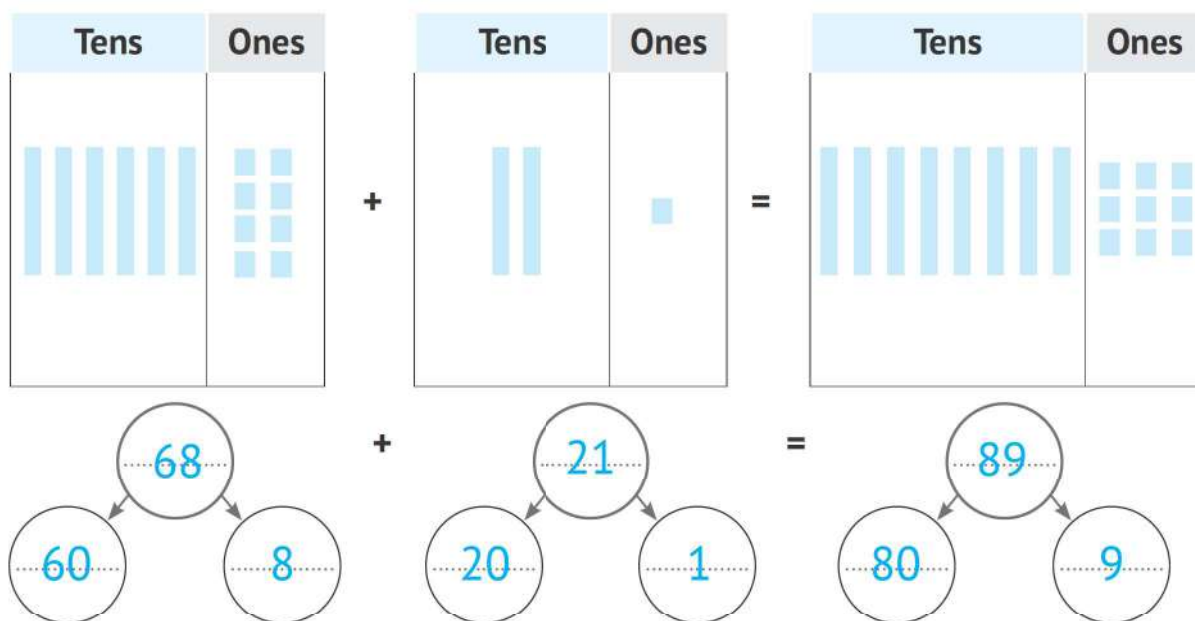 Tens Ones Tens Ones Tens Ones
+ =
68 + 21 = 89
60 8 20 1 80 9